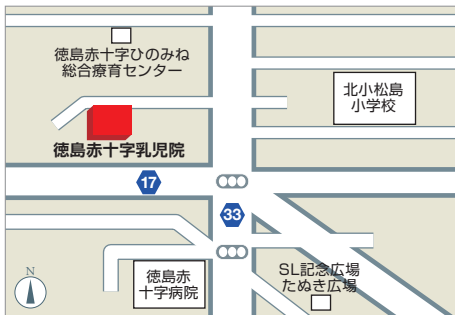 徳島赤十字ひのみね
総合療育センター
北小松島
小学校
徳島赤十字乳児院
17
33
N
徳島赤
十字病院
SL記念広場
たぬき広場